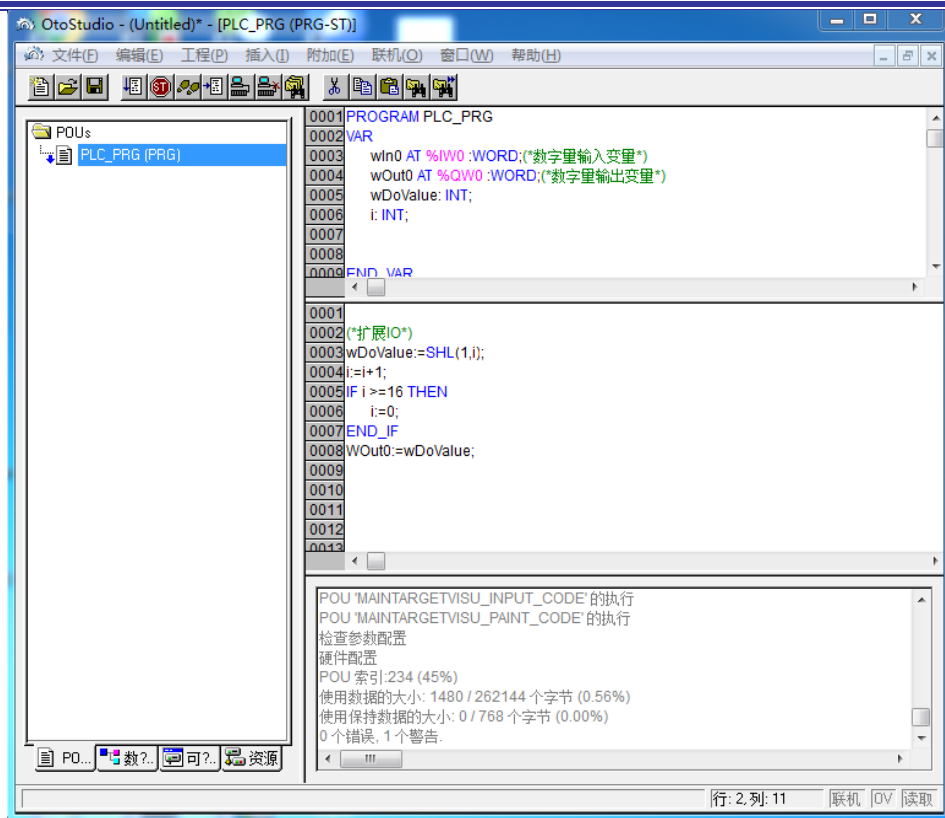 OtoStudio - (Untitled)* - [PLC_PRG (PRG-ST)]
文件(F) 编辑(E) 工程(P) 插入(I) 附加(E) 联机(O) 窗口(W) 帮助(H)
POUs
PLC_PRG (PRG)
0001 PROGRAM PLC_PRG
0002 VAR
0003 wIn0 AT %IW0 :WORD;(*数字量输入变量*)
0004 wOut0 AT %QW0 :WORD;(*数字量输出变量*)
0005 wDoValue: INT;
0006 i: INT;
0007
0008
0009 END_VAR
0001
0002 (*扩展IO*)
0003 wDoValue:=SHL(1,i);
0004 i:=i+1;
0005 IF i >=16 THEN
0006 i:=0;
0007 END_IF
0008 WOut0:=wDoValue;
0009
0010
0011
0012
0013
POU 'MAINTARGETVISU_INPUT_CODE' 的执行
POU 'MAINTARGETVISU_PAINT_CODE' 的执行
检查参数配置
硬件配置
POU 索引:234 (45%)
使用数据的大小: 1480 / 262144 个字节 (0.56%)
使用保持数据的大小: 0 / 768 个字节 (0.00%)
0 个错误, 1 个警告.
PO... 数?.. 可?.. 资源
行: 2, 列: 11 联机 OV 读取